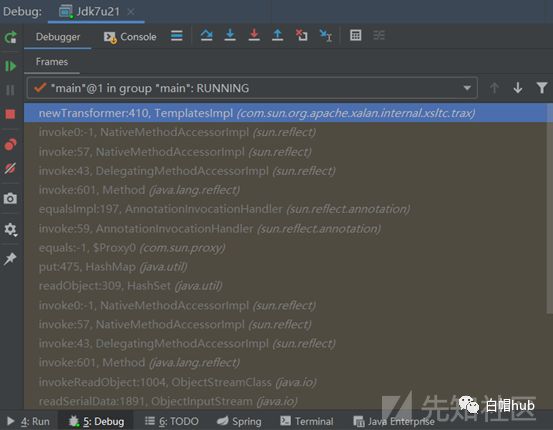 Debug: Jdk7u21
Debugger Console
Frames
"main"@1 in group "main": RUNNING
newTransformer:410, TemplatesImpl (com.sun.org.apache.xalan.internal.xsltc.trax)
invoke0:-1, NativeMethodAccessorImpl (sun.reflect)
invoke:57, NativeMethodAccessorImpl (sun.reflect)
invoke:43, DelegatingMethodAccessorImpl (sun.reflect)
invoke:601, Method (java.lang.reflect)
equalsImpl:197, AnnotationInvocationHandler (sun.reflect.annotation)
invoke:59, AnnotationInvocationHandler (sun.reflect.annotation)
equals:-1, $Proxy0 (com.sun.proxy)
put:475, HashMap (java.util)
readObject:309, HashSet (java.util)
invoke0:-1, NativeMethodAccessorImpl (sun.reflect)
invoke:57, NativeMethodAccessorImpl (sun.reflect)
invoke:43, DelegatingMethodAccessorImpl (sun.reflect)
invoke:601, Method (java.lang.reflect)
invokeReadObject:1004, ObjectStreamClass (java.io)
readSerialData:1891, ObjectInputStream (java.io)
先知社区
白帽hub
4: Run 5: Debug 6: TODO Spring Terminal Java Enterprise